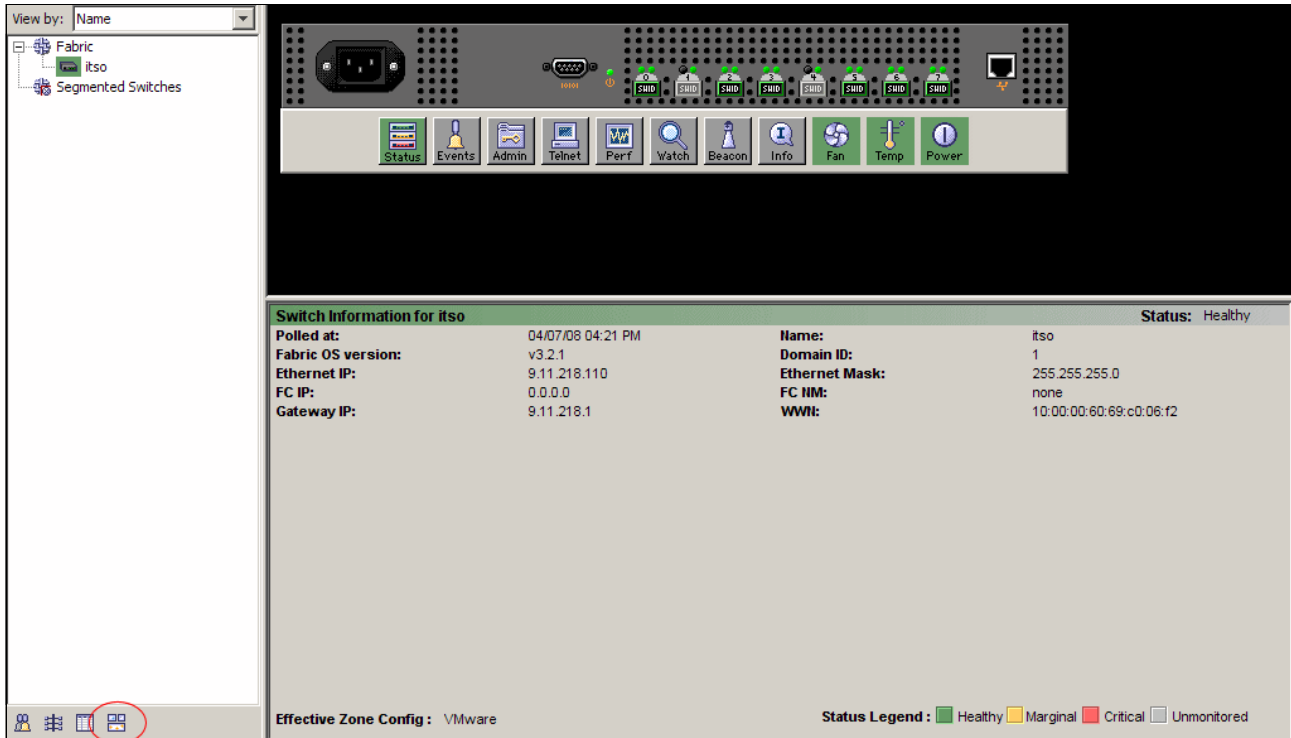 View by: Name
Fabric
itso
Segmented Switches
10101
0 1 2 3 4 5 6 7
SWID SWID SWID SWID SWID SWID SWID SWID
Status Events Admin Telnet Perf Watch Beacon Info Fan Temp Power
Switch Information for itso Status: Healthy
Polled at: 04/07/08 04:21 PM Name: itso
Fabric OS version: v3.2.1 Domain ID: 1
Ethernet IP: 9.11.218.110 Ethernet Mask: 255.255.255.0
FC IP: 0.0.0.0 FC NM: none
Gateway IP: 9.11.218.1 WWN: 10:00:00:60:69:c0:06:f2
Effective Zone Config : VMware Status Legend : Healthy Marginal Critical Unmonitored